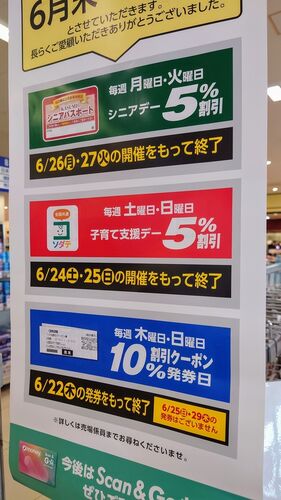 6月末
とさせていただきます。
長らくご愛顧いただきありがとうございました。
シニアパスポート
毎週 月曜日・火曜日
シニアデー 5%割引
6/26(月)・27(火)の開催をもって終了
コソダテ
毎週 土曜日・日曜日
子育て支援デー 5%割引
6/24(土)・25(日)の開催をもって終了
毎週 木曜日・日曜日
10%割引クーポン発券日
6/22(木)の発券をもって終了
6/25(日)・29(木)の
発券はございません
※詳しくは売場係員までお尋ねくださいませ。
今後は Scan&Go
ぜひ